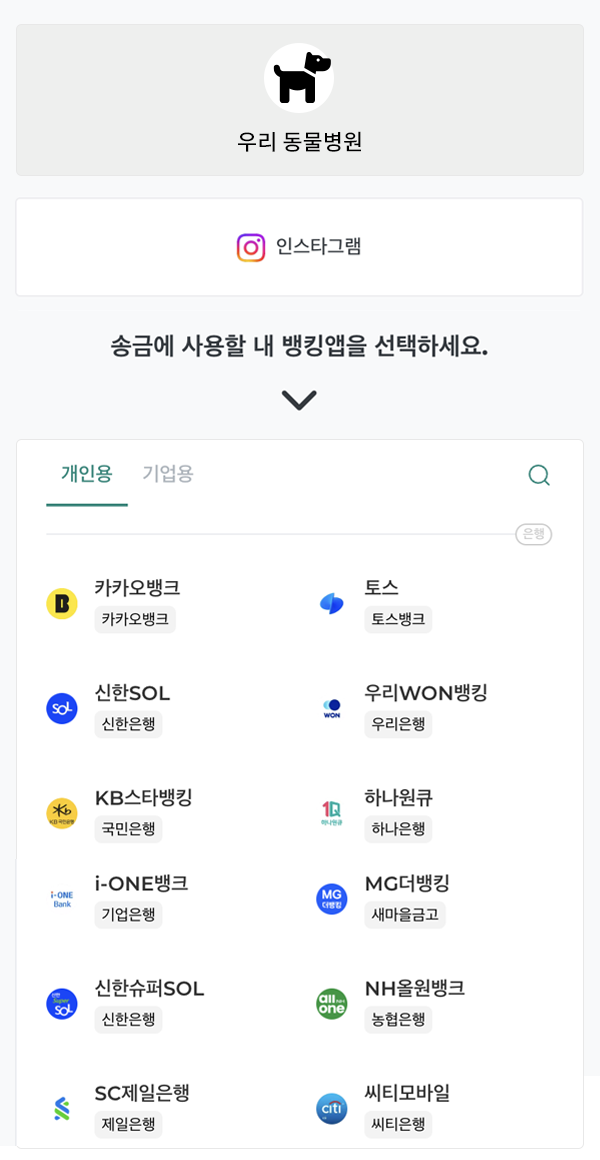 우리 동물병원
인스타그램
송금에 사용할 내 뱅킹앱을 선택하세요.
개인용 기업용
은행
카카오뱅크
카카오뱅크
토스
토스뱅크
SOL
신한SOL
신한은행
WON
우리WON뱅킹
우리은행
KB국민은행
KB스타뱅킹
국민은행
1Q
하나원큐
하나원큐
하나은행
i-ONE
Bank
i-ONE뱅크
기업은행
MG
더뱅킹
MG더뱅킹
새마을금고
신한
Super
SOL
신한슈퍼SOL
신한은행
all
one
NH올원뱅크
농협은행
SC제일은행
제일은행
citi
씨티모바일
씨티은행